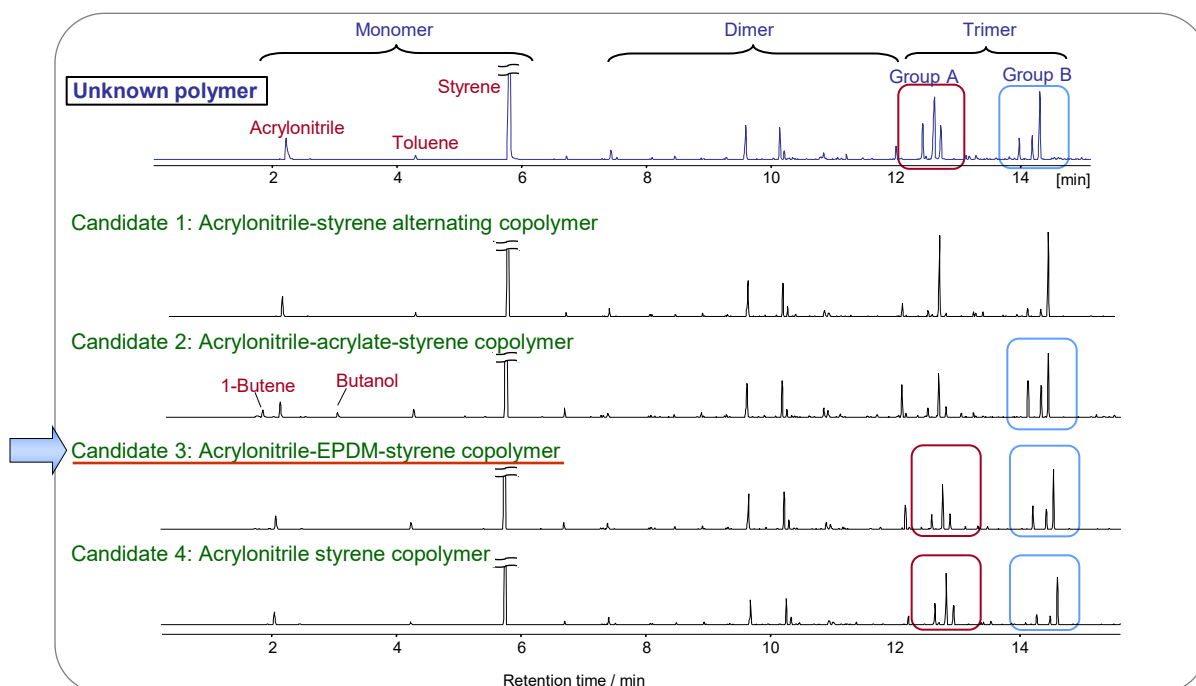 Monomer
Dimer
Trimer
Unknown polymer
Acrylonitrile
Toluene
Styrene
Group A
Group B
2
4
6
8
10
12
14
[min]
Candidate 1: Acrylonitrile-styrene alternating copolymer
Candidate 2: Acrylonitrile-acrylate-styrene copolymer
1-Butene
Butanol
Candidate 3: Acrylonitrile-EPDM-styrene copolymer
Candidate 4: Acrylonitrile styrene copolymer
2
4
6
8
10
12
14
Retention time / min